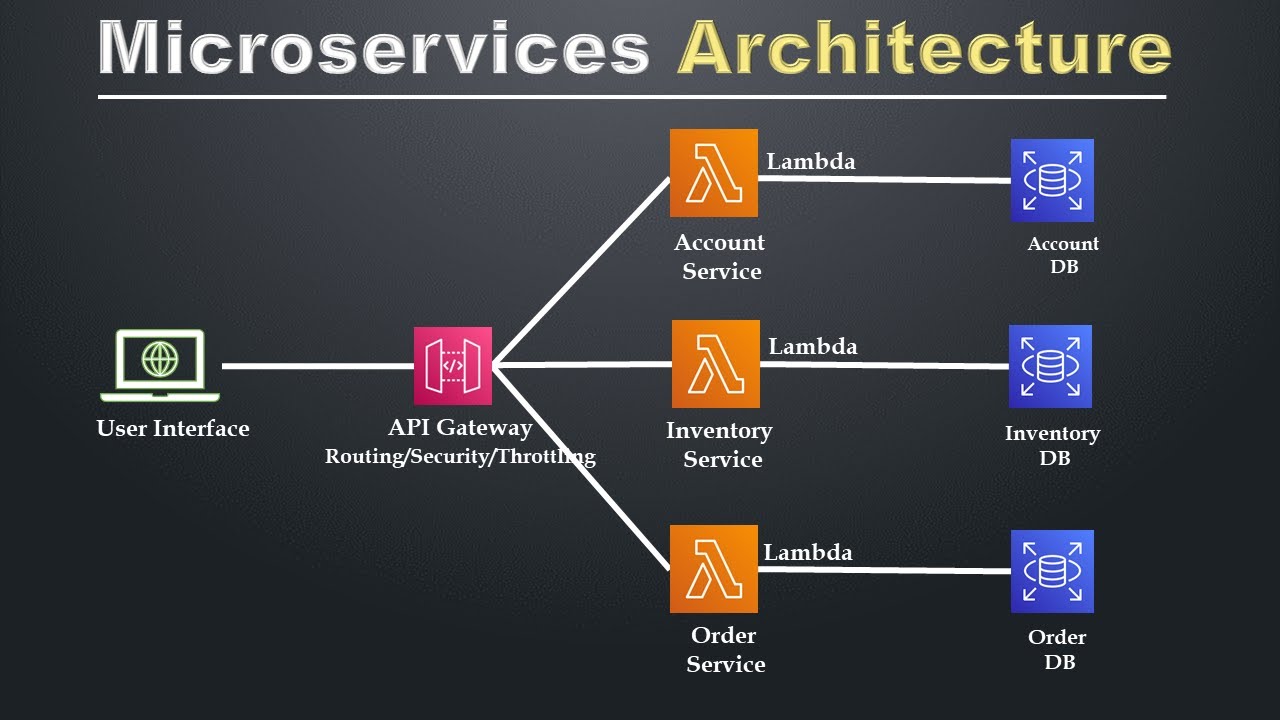 Microservices Architecture
Lambda
Account
Service
Account
DB
User Interface
API Gateway
Routing/Security/Throttling
</>
Lambda
Inventory
Service
Inventory
DB
Lambda
Order
Service
Order
DB